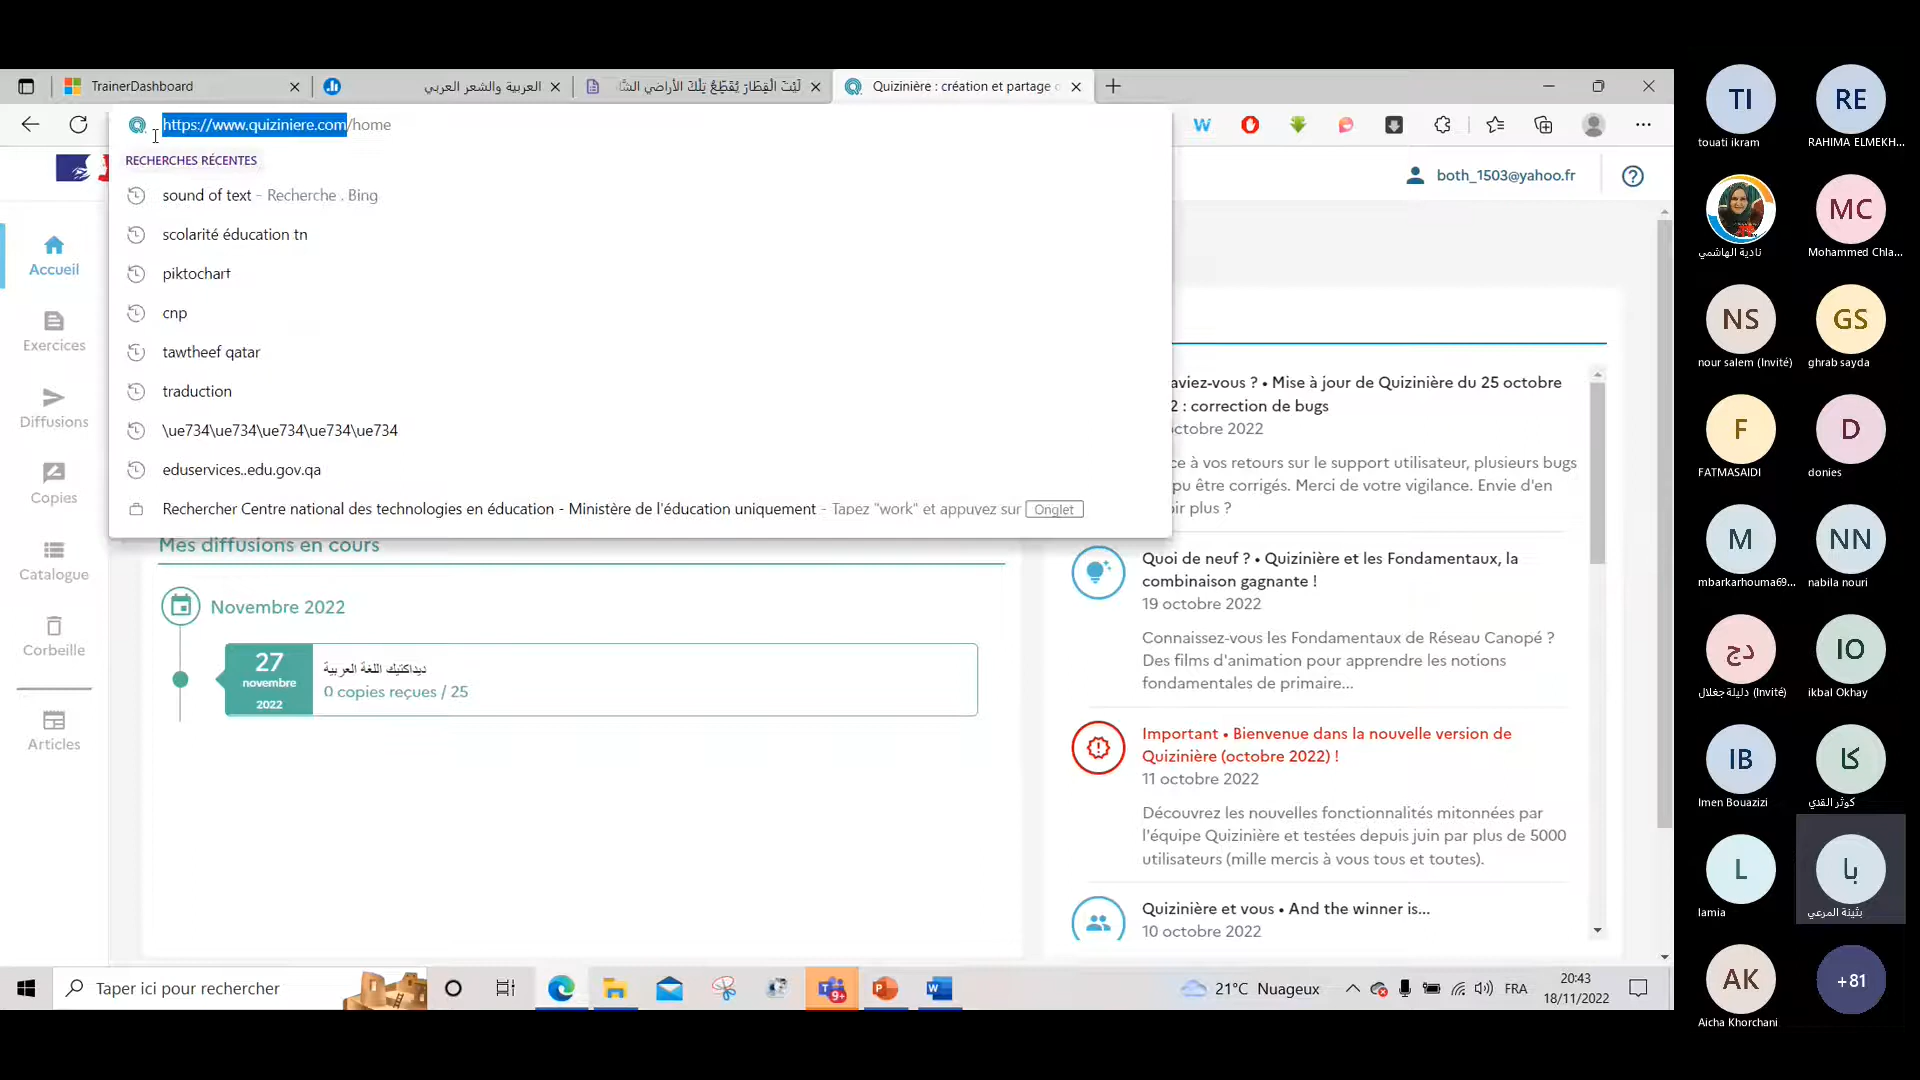 TrainerDashboard
العربية والشعر العربي
لَيْتَ الْقِطَارَ يُقَطِّعُ تِلْكَ الأراضي الشَّا
Quizinière : création et partage
https://www.quiziniere.com/home
RECHERCHES RÉCENTES
sound of text - Recherche . Bing
scolarité éducation tn
piktochart
cnp
tawtheef qatar
traduction
\ue734\ue734\ue734\ue734\ue734
eduservices..edu.gov.qa
Rechercher Centre national des technologies en éducation - Ministère de l'éducation uniquement - Tapez "work" et appuyez sur Onglet
both_1503@yahoo.fr
Accueil
Exercices
Diffusions
Copies
Catalogue
Corbeille
Articles
Mes diffusions en cours
Novembre 2022
27
novembre
2022
ديداكتيك اللغة العربية
0 copies reçues / 25
aviez-vous ? • Mise à jour de Quizinière du 25 octobre
2 : correction de bugs
ctobre 2022
ce à vos retours sur le support utilisateur, plusieurs bugs
pu être corrigés. Merci de votre vigilance. Envie d'en
ir plus ?
Quoi de neuf ? • Quizinière et les Fondamentaux, la
combinaison gagnante !
19 octobre 2022
Connaissez-vous les Fondamentaux de Réseau Canopé ?
Des films d'animation pour apprendre les notions
fondamentales de primaire...
Important • Bienvenue dans la nouvelle version de
Quizinière (octobre 2022) !
11 octobre 2022
Découvrez les nouvelles fonctionnalités mitonnées par
l'équipe Quizinière et testées depuis juin par plus de 5000
utilisateurs (mille mercis à vous tous et toutes).
Quizinière et vous • And the winner is...
10 octobre 2022
Taper ici pour rechercher
9+
21°C Nuageux
FRA
20:43
18/11/2022
TI
touati ikram
RE
RAHIMA ELMEKH...
نادية الهاشمي
MC
Mohammed Chla...
NS
nour salem (Invité)
GS
ghrab sayda
F
FATMASAIDI
D
donies
M
mbarkarhouma69...
NN
nabila nouri
دج
دليلة جغلال (Invité)
IO
ikbal Okhay
IB
Imen Bouazizi
كا
كوثر القدي
L
lamia
با
بثينة المرعي
AK
Aicha Khorchani
+81